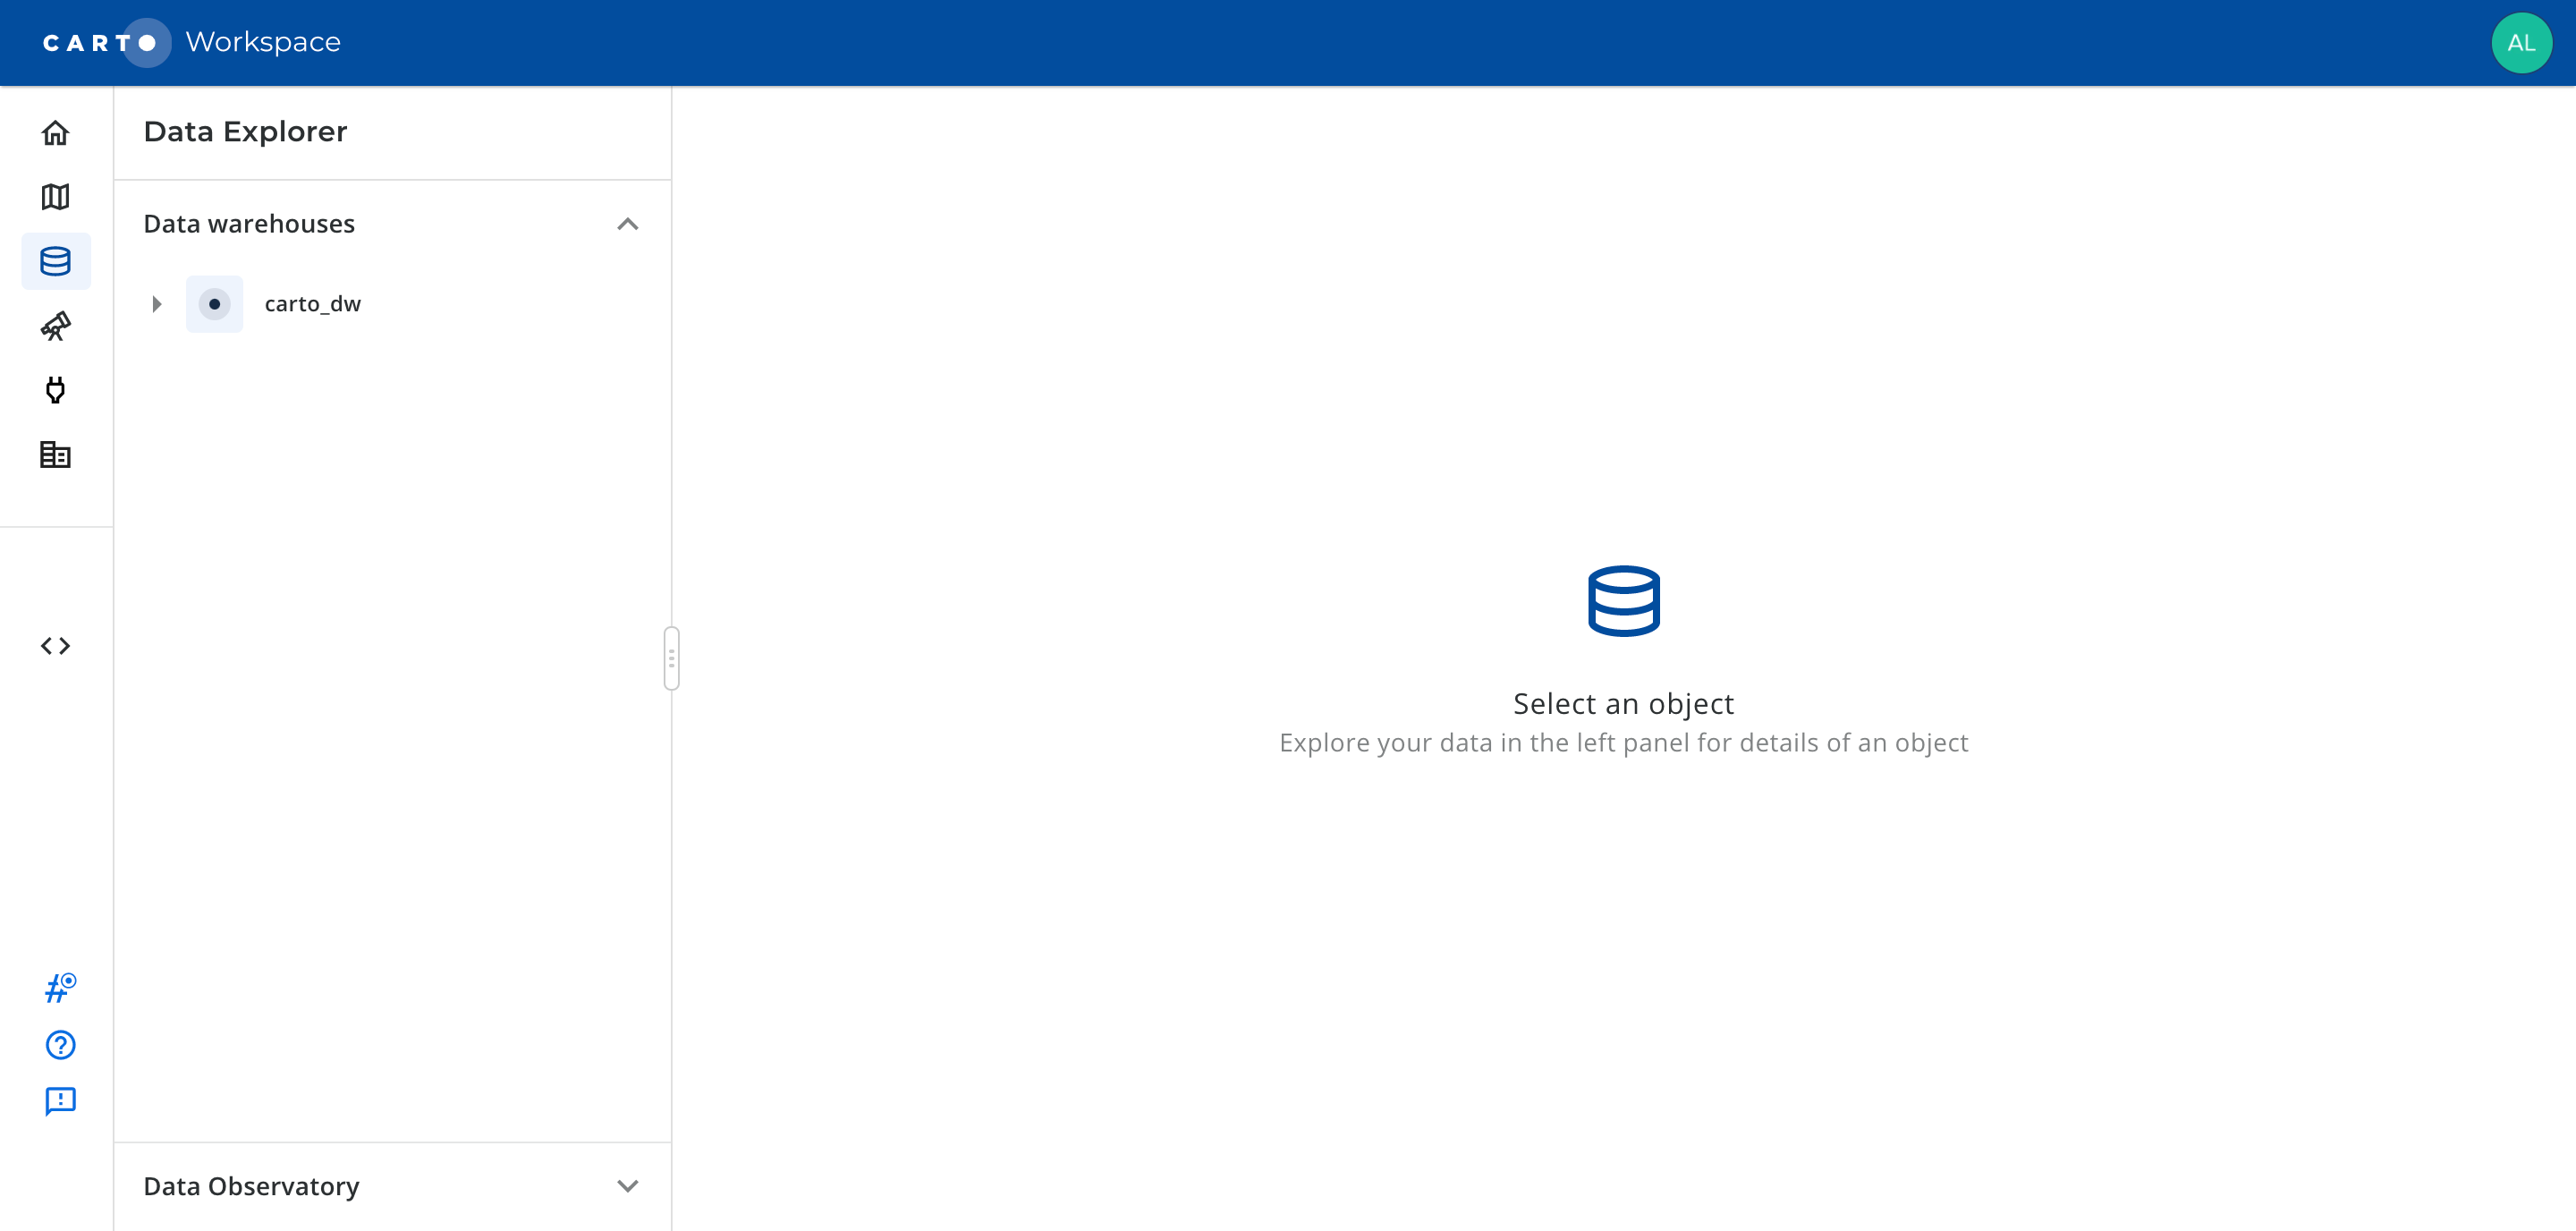 CARTO Workspace
AL
Data Explorer
Data warehouses
carto_dw
Select an object
Explore your data in the left panel for details of an object
Data Observatory